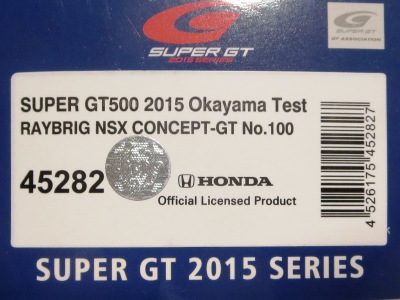 SUPER GT
2015 SERIES
SUPER GT
GT ASSOCIATION
SUPER GT500 2015 Okayama Test
RAYBRIG NSX CONCEPT-GT No.100
45282
HONDA
Official Licensed Product
4 526175 452827
SUPER GT 2015 SERIES